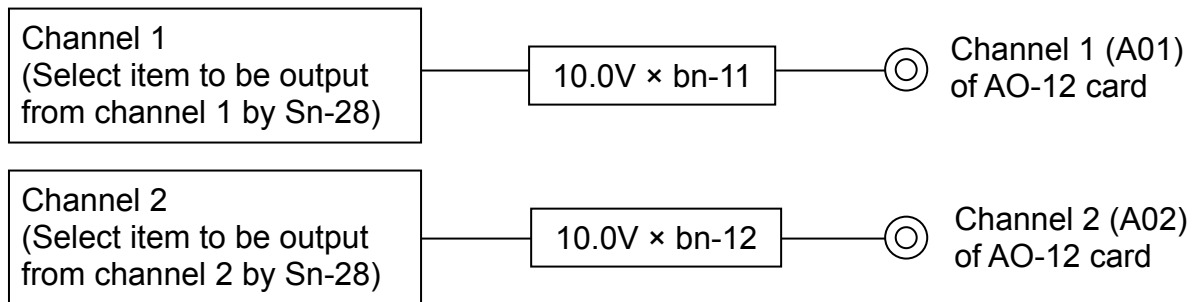 Channel 1
(Select item to be output
from channel 1 by Sn-28)
10.0V × bn-11
Channel 1 (A01)
of AO-12 card
Channel 2
(Select item to be output
from channel 2 by Sn-28)
10.0V × bn-12
Channel 2 (A02)
of AO-12 card